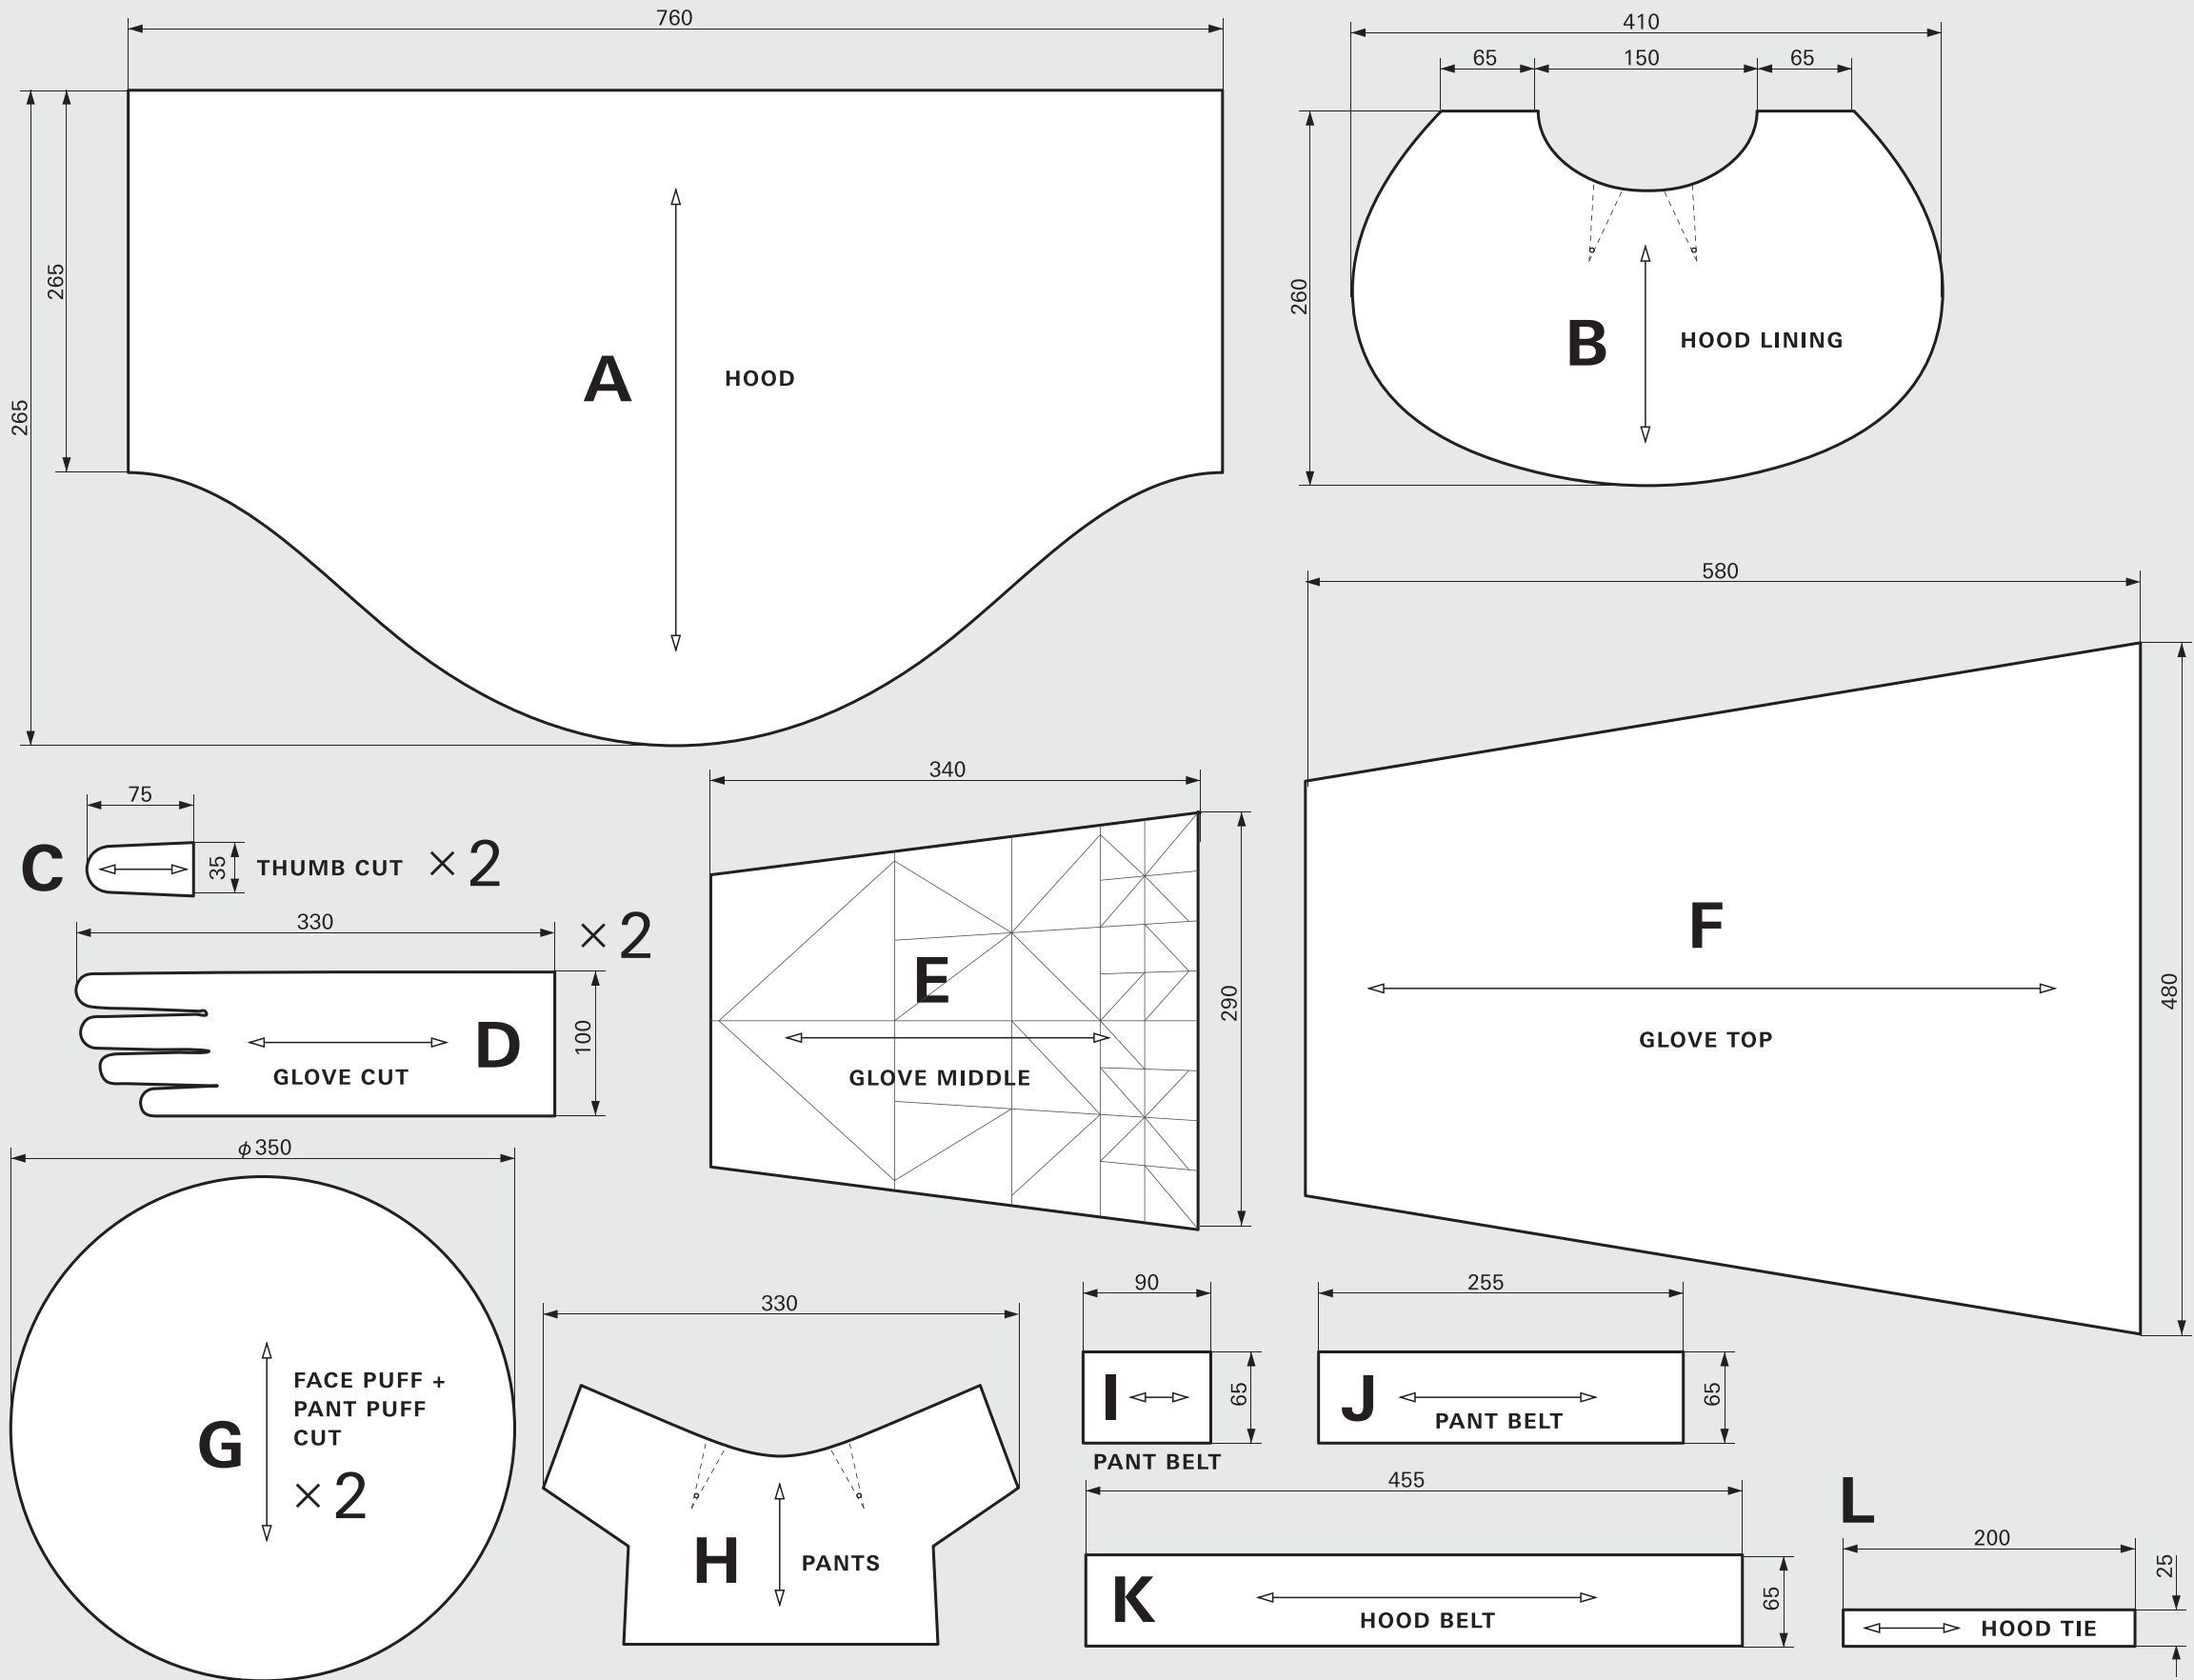 760
265
265
A
HOOD
410
65
150
65
260
B
HOOD LINING
C
75
35
THUMB CUT ×2
330
×2
100
D
GLOVE CUT
340
290
E
GLOVE MIDDLE
580
480
F
GLOVE TOP
φ350
G
FACE PUFF +
PANT PUFF
CUT
×2
330
H
PANTS
90
65
I
PANT BELT
255
65
J
PANT BELT
455
65
K
HOOD BELT
L
200
25
HOOD TIE